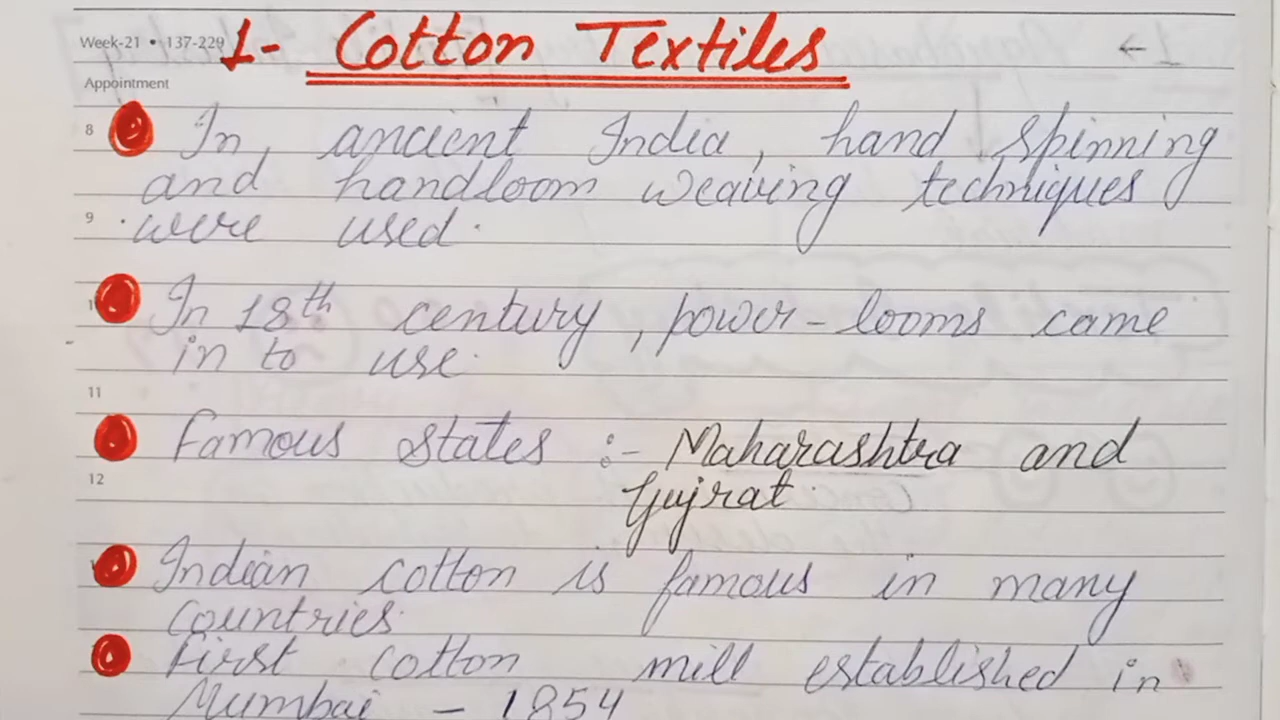 Week-21 • 137-229
1- Cotton Textiles
Appointment
8
In ancient India, hand spinning
and handloom weaving techniques
9
were used.
In 18th century, power-looms came
in to use.
11
Famous States :- Maharashtra and
12
Gujrat.
Indian cotton is famous in many
countries.
First cotton mill established in
Mumbai - 1854